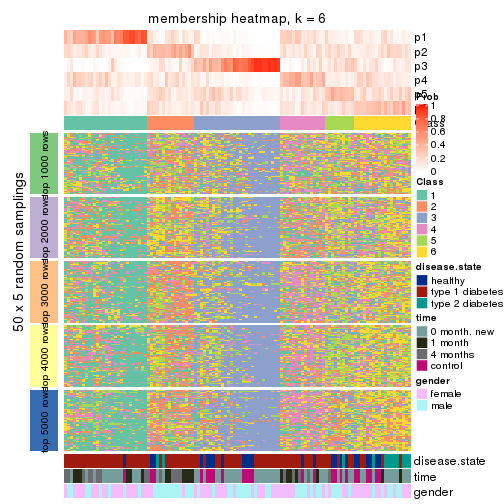 membership heatmap, k = 6
p1
p2
p3
p4
p5
Prob
1
0.8
0.6
0.4
0.2
0
Class
1
2
3
4
5
6
disease.state
healthy
type 1 diabetes
type 2 diabetes
time
0 month. new
1 month
4 months
control
gender
female
male
50 x 5 random samplings
top 1000 rows
top 2000 rows
top 3000 rows
top 4000 rows
top 5000 rows
disease.state
time
gender